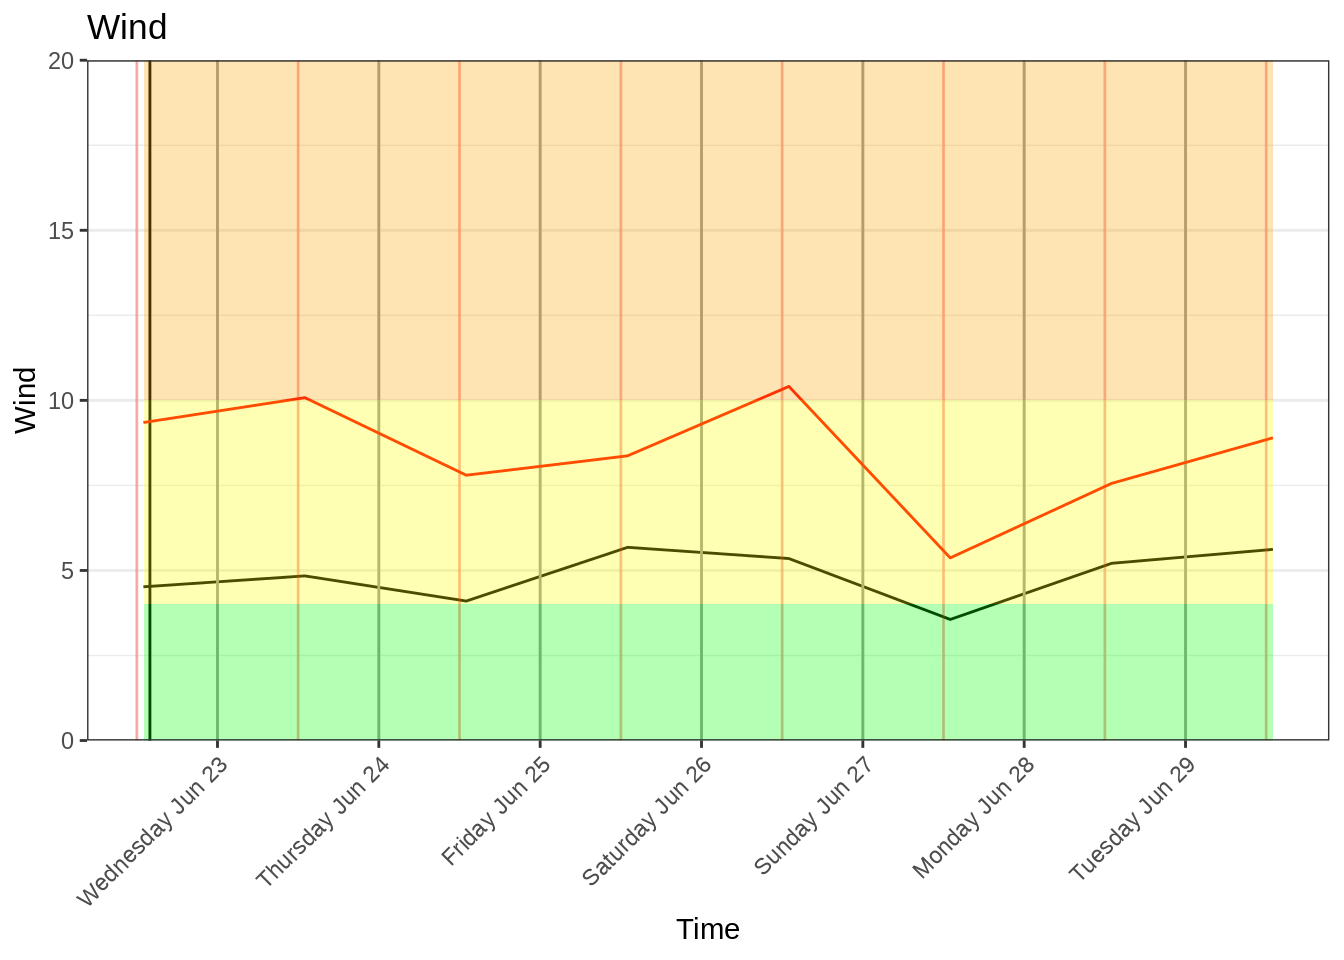 Wind
20
15
10
5
0
Wind
Wednesday Jun 23
Thursday Jun 24
Friday Jun 25
Saturday Jun 26
Sunday Jun 27
Monday Jun 28
Tuesday Jun 29
Time